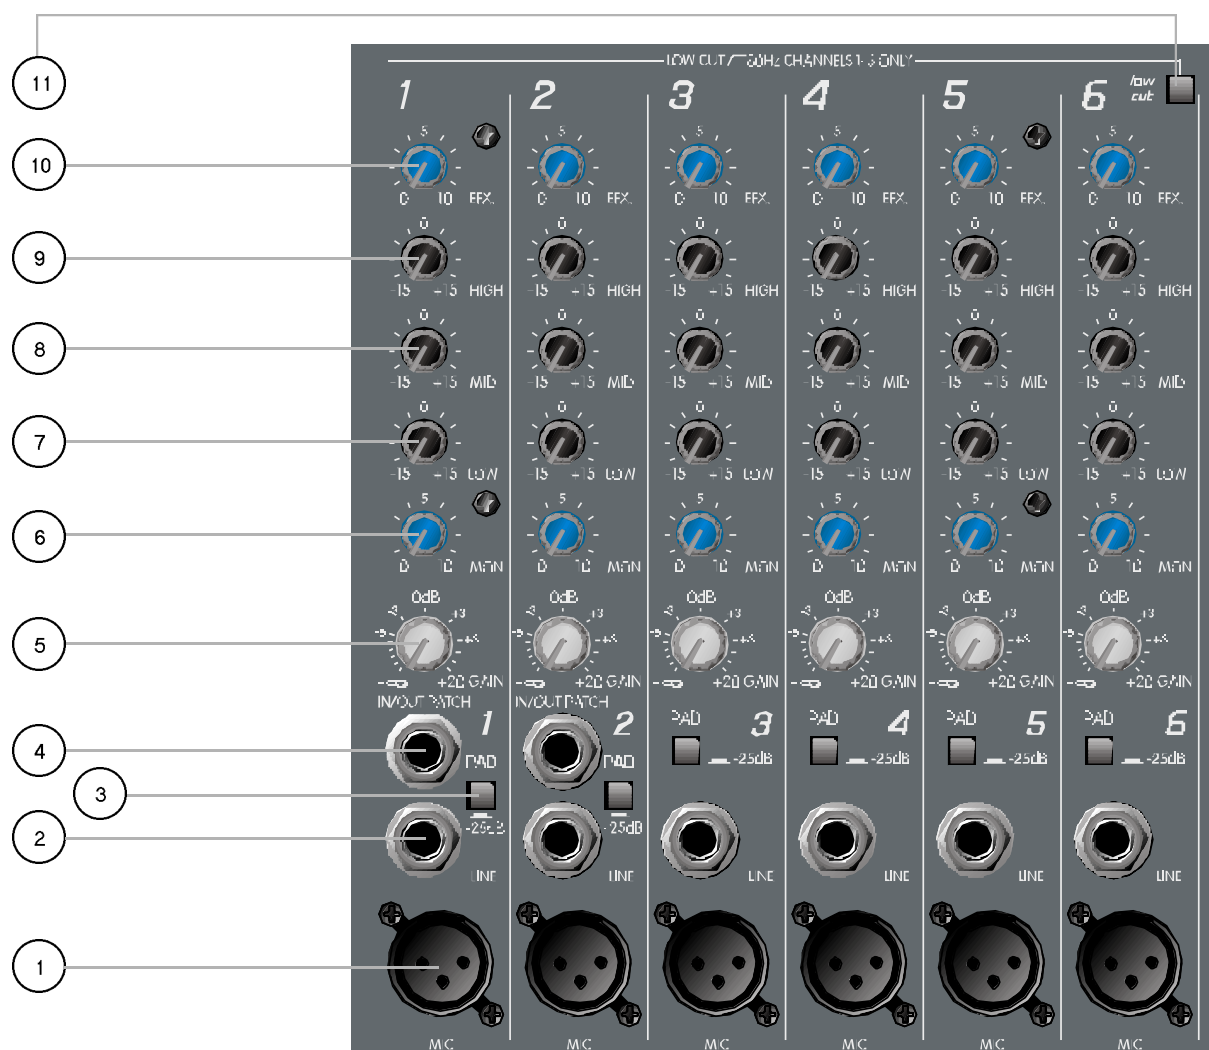 11
1 2 3 4 5 6 low cut
10
5 5 5 5 5 5
0 10 EFX. 0 10 EFX. 0 10 EFX. 0 10 EFX. 0 10 EFX. 0 10 EFX.
9
0 0 0 0 0 0
-15 +15 HIGH -15 +15 HIGH -15 +15 HIGH -15 +15 HIGH -15 +15 HIGH -15 +15 HIGH
8
0 0 0 0 0 0
-15 +15 MID -15 +15 MID -15 +15 MID -15 +15 MID -15 +15 MID -15 +15 MID
7
0 0 0 0 0 0
-15 +15 LOW -15 +15 LOW -15 +15 LOW -15 +15 LOW -15 +15 LOW -15 +15 LOW
6
5 5 5 5 5 5
0 10 MON 0 10 MON 0 10 MON 0 10 MON 0 10 MON 0 10 MON
5
0dB 0dB 0dB 0dB 0dB 0dB
+3 +3 +3 +3 +3 +3
+20 GAIN +20 GAIN +20 GAIN +20 GAIN +20 GAIN +20 GAIN
IN/OUT PATCH IN/OUT PATCH
1 2 3 4 5 6
PAD PAD PAD PAD
4
PAD PAD -25dB -25dB -25dB -25dB
3
-25dB -25dB
2
LINE LINE LINE LINE LINE LINE
1
MIC MIC MIC MIC MIC MIC